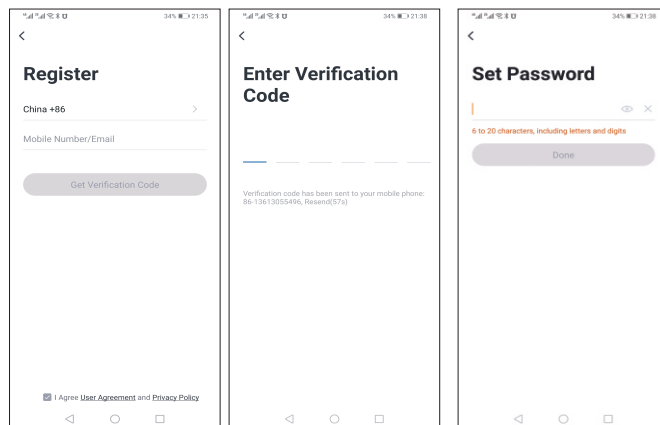 34% 21:35
Register
China +86
Mobile Number/Email
Get Verification Code
I Agree User Agreement and Privacy Policy
34% 21:38
Enter Verification
Code
Verification code has been sent to your mobile phone:
86-13613055496, Resend(57s)
34% 21:38
Set Password
6 to 20 characters, including letters and digits
Done